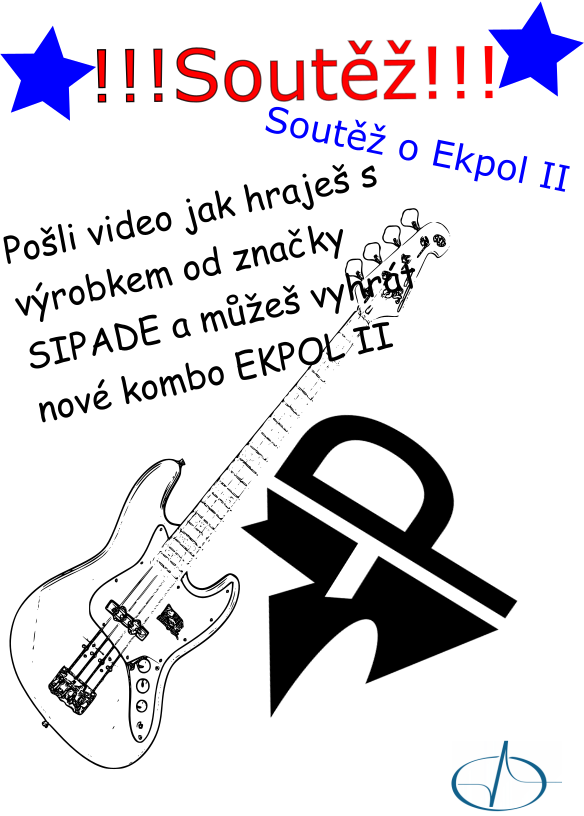 !!!Soutěž!!!
Soutěž o Ekpol II
Pošli video jak hraješ s
výrobkem od značky
SIPADE a můžeš vyhrát
nové kombo EKPOL II